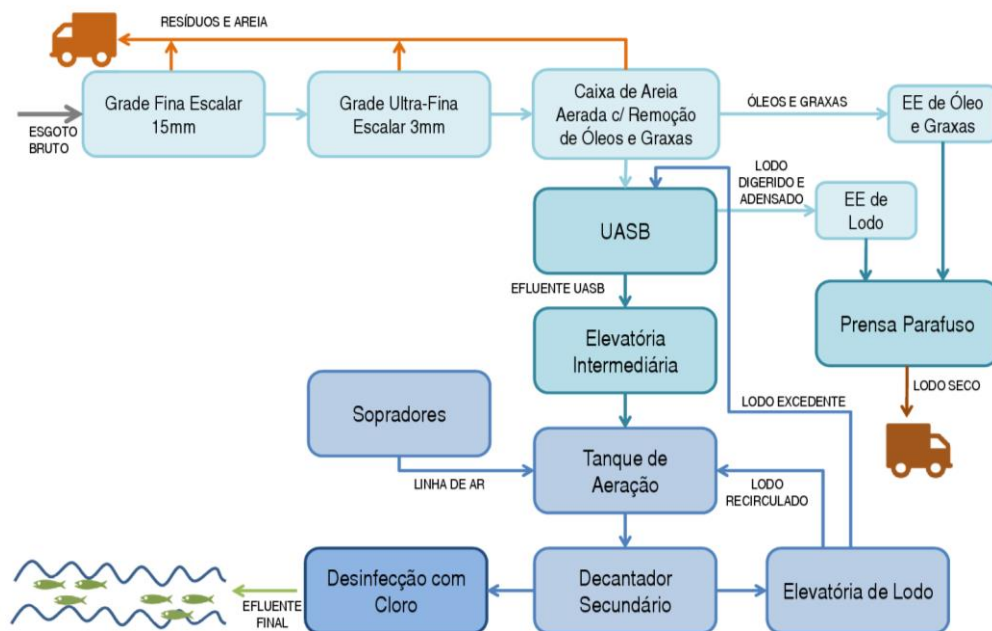 RESÍDUOS E AREIA
Grade Fina Escalar
15mm
Grade Ultra-Fina
Escalar 3mm
Caixa de Areia
Aerada c/ Remoção
de Óleos e Graxas
ÓLEOS E GRAXAS
EE de Óleo
e Graxas
ESGOTO
BRUTO
LODO
DIGERIDO E
ADENSADO
EE de
Lodo
UASB
EFLUENTE UASB
Prensa Parafuso
Elevatória
Intermediária
LODO SECO
Sopradores
LODO EXCEDENTE
Tanque de
Aeração
LINHA DE AR
LODO
RECIRCULADO
Desinfecção com
Cloro
Decantador
Secundário
Elevatória de Lodo
EFLUENTE
FINAL